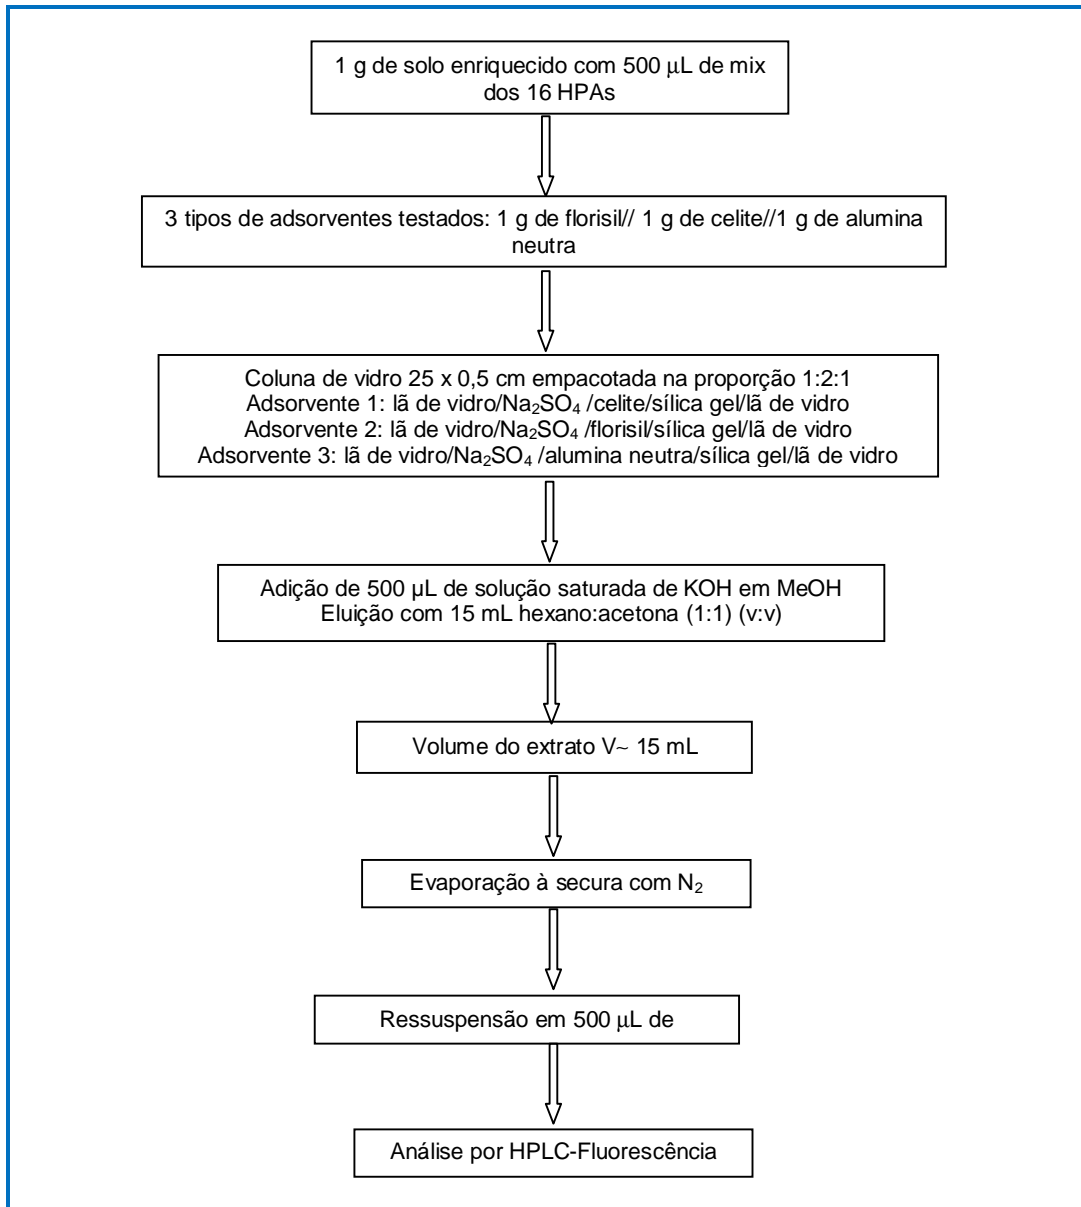 1 g de solo enriquecido com 500 μL de mix
dos 16 HPAs
3 tipos de adsorventes testados: 1 g de florisil// 1 g de celite//1 g de alumina
neutra
Coluna de vidro 25 x 0,5 cm empacotada na proporção 1:2:1
Adsorvente 1: lã de vidro/Na₂SO₄ /celite/sílica gel/lã de vidro
Adsorvente 2: lã de vidro/Na₂SO₄ /florisil/sílica gel/lã de vidro
Adsorvente 3: lã de vidro/Na₂SO₄ /alumina neutra/sílica gel/lã de vidro
Adição de 500 μL de solução saturada de KOH em MeOH
Eluição com 15 mL hexano:acetona (1:1) (v:v)
Volume do extrato V~ 15 mL
Evaporação à secura com N₂
Ressuspensão em 500 μL de
Análise por HPLC-Fluorescência